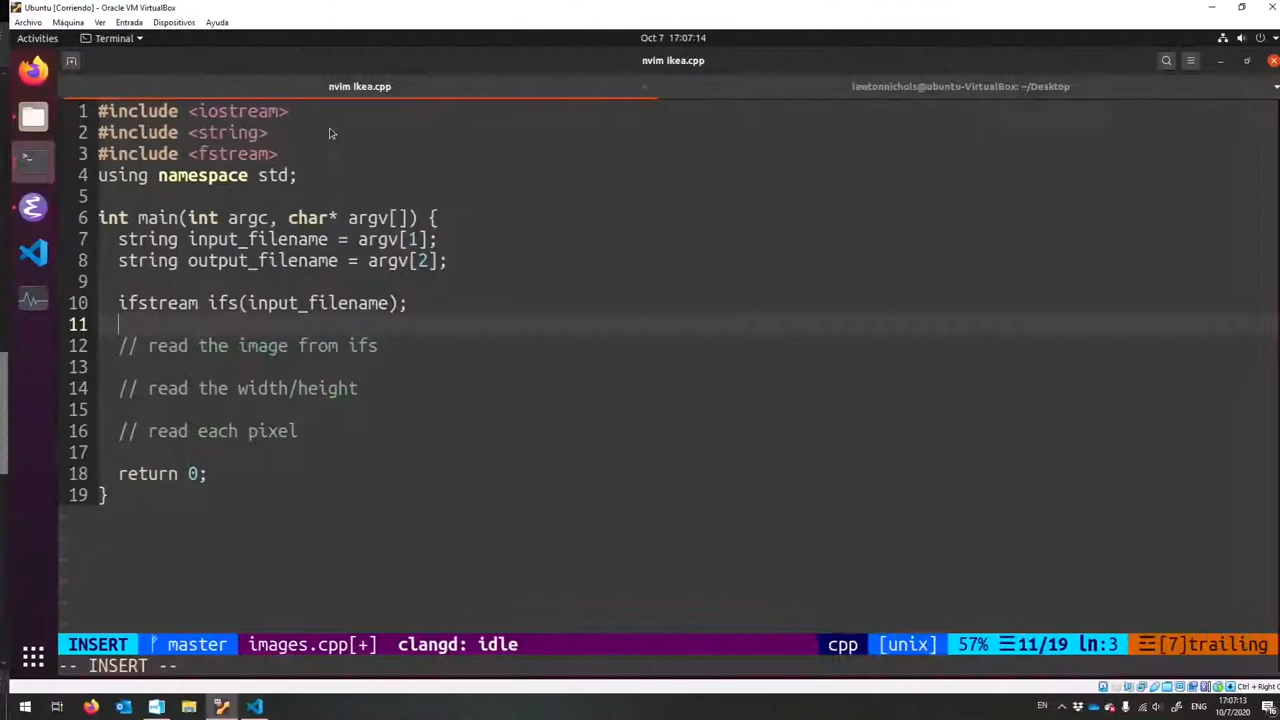 Ubuntu [Corriendo] - Oracle VM VirtualBox
Archivo Máquina Ver Entrada Dispositivos Ayuda
Activities Terminal Oct 7 17:07:14
nvim ikea.cpp
nvim ikea.cpp lawtonnichols@ubuntu-VirtualBox: ~/Desktop
1 #include <iostream>
2 #include <string>
3 #include <fstream>
4 using namespace std;
5
6 int main(int argc, char* argv[]) {
7 string input_filename = argv[1];
8 string output_filename = argv[2];
9
10 ifstream ifs(input_filename);
11
12 // read the image from ifs
13
14 // read the width/height
15
16 // read each pixel
17
18 return 0;
19 }
INSERT master images.cpp[+] clangd: idle cpp [unix] 57% ☰11/19 ln:3 ☲[7]trailing
-- INSERT --
Ctrl + Right C
EN ENG 17:07:13
10/7/2020